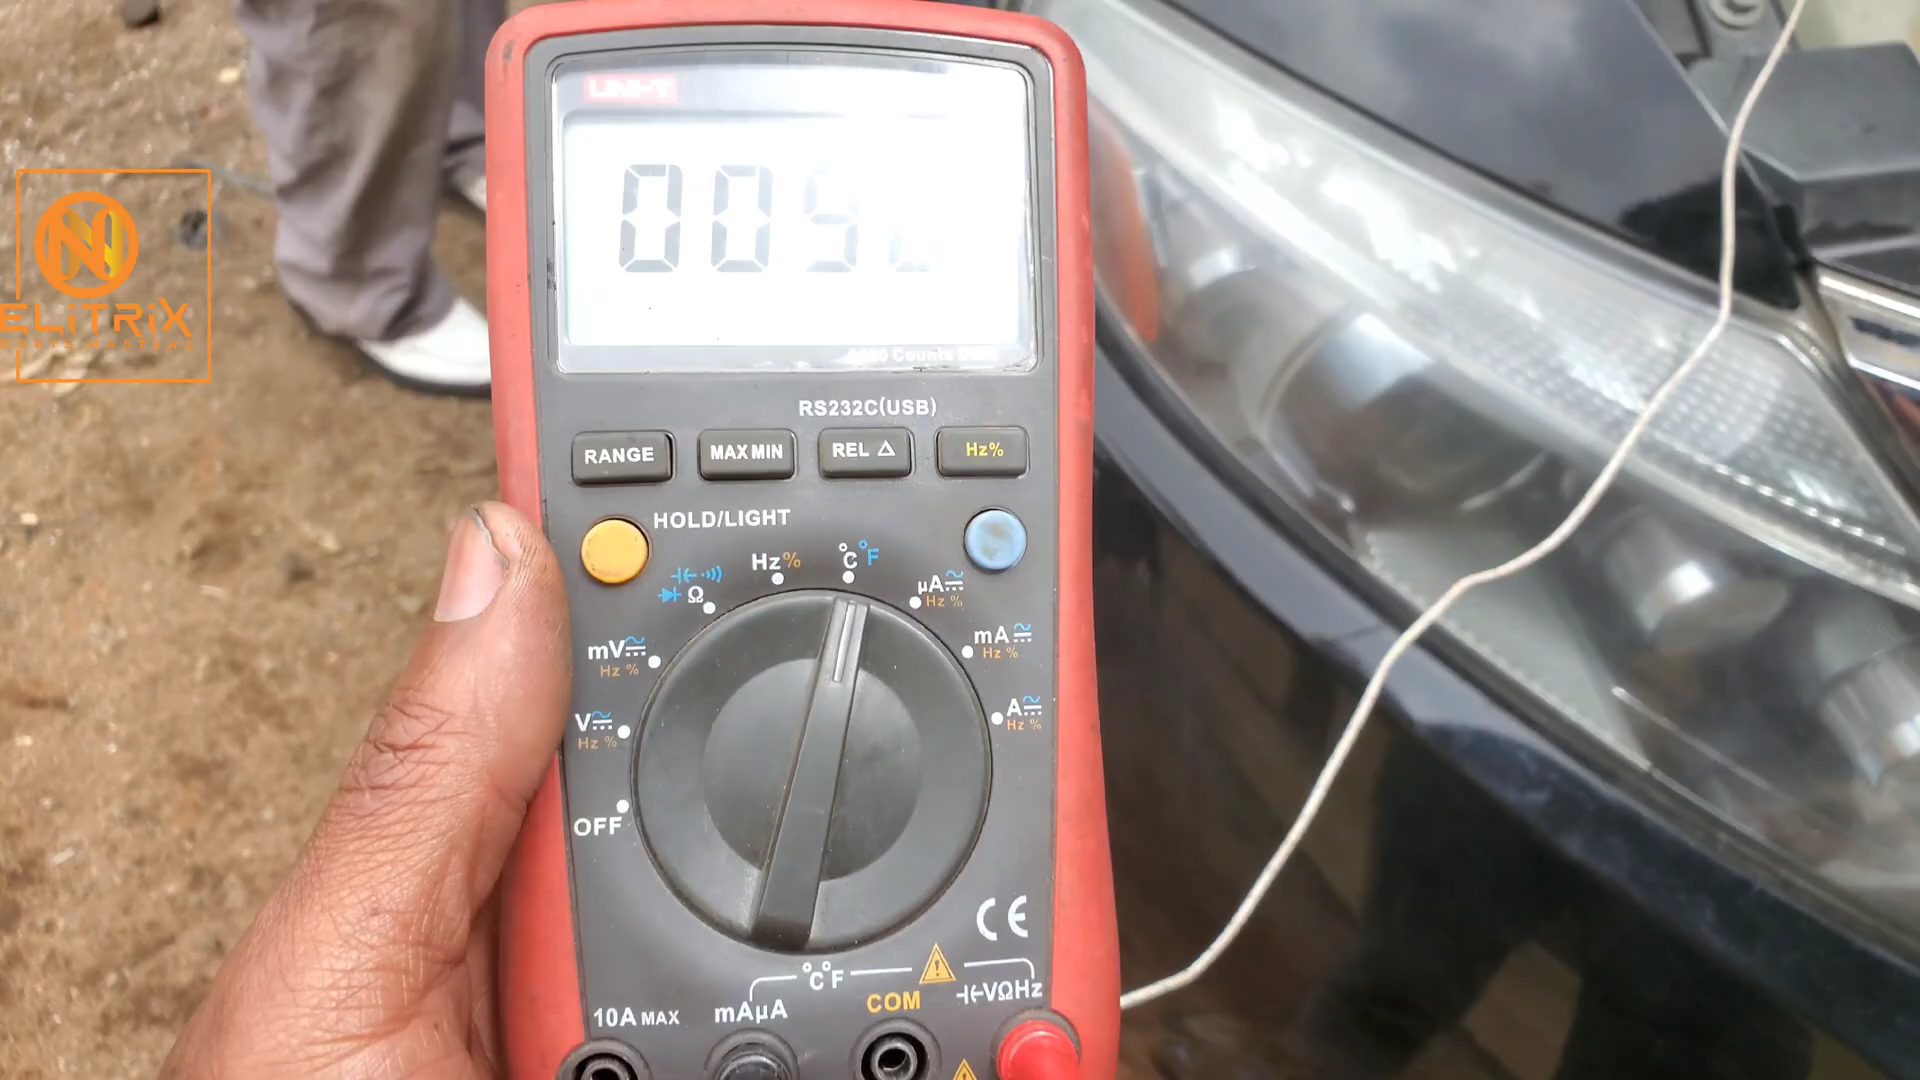 UNI-T
RS232C(USB)
RANGE
MAX MIN
REL △
Hz%
HOLD/LIGHT
Hz%
°C °F
Ω
µA
Hz %
mV
Hz %
mA
Hz %
V
Hz %
A
Hz %
OFF
CE
°C°F
10A MAX
mAµA
COM
VΩHz
ELiTRiX